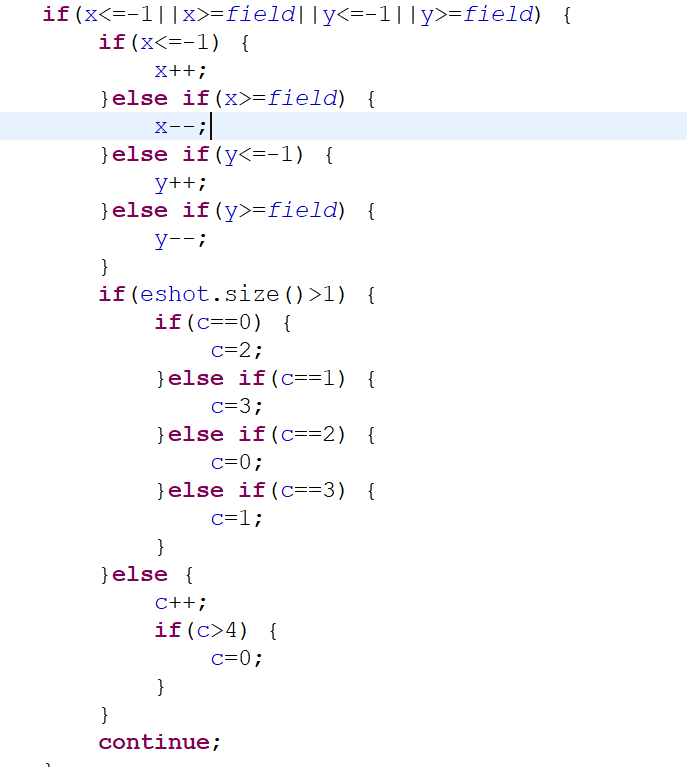 if(x<=-1||x>=field||y<=-1||y>=field) {
if(x<=-1) {
x++;
}else if(x>=field) {
x--;
}else if(y<=-1) {
y++;
}else if(y>=field) {
y--;
}
if(eshot.size()>1) {
if(c==0) {
c=2;
}else if(c==1) {
c=3;
}else if(c==2) {
c=0;
}else if(c==3) {
c=1;
}
}else {
c++;
if(c>4) {
c=0;
}
}
continue;